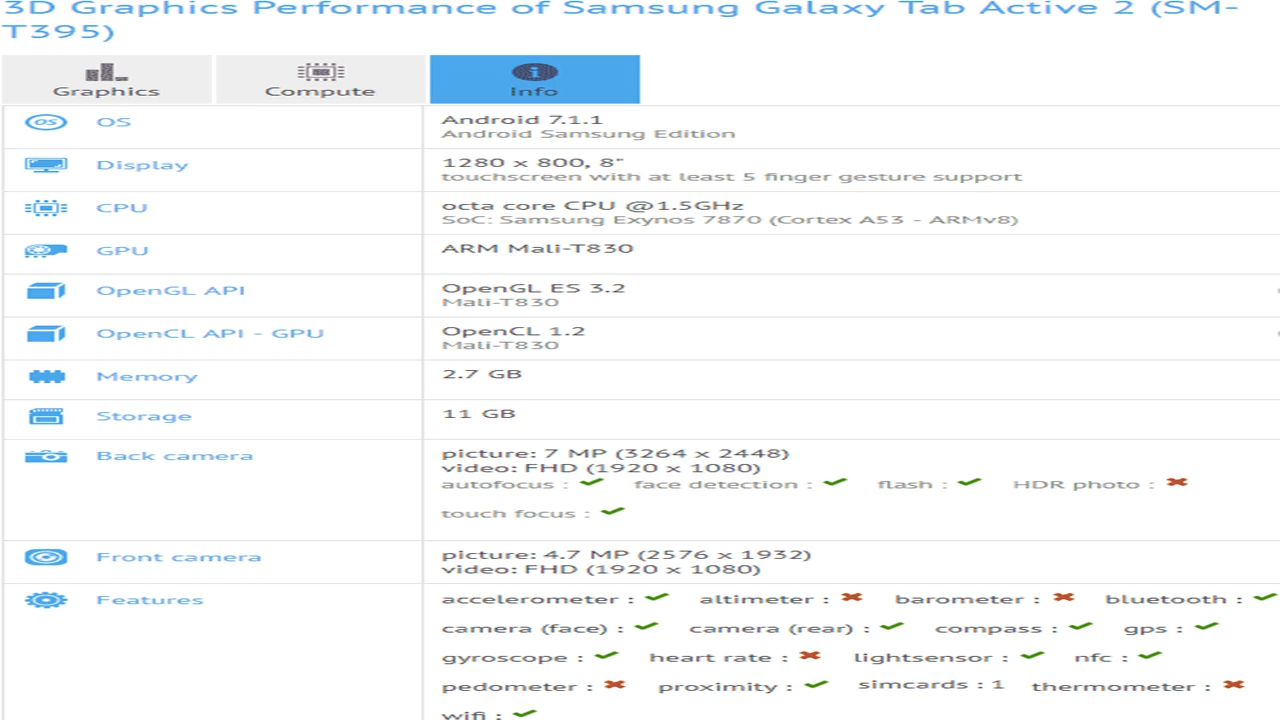 3D Graphics Performance of Samsung Galaxy Tab Active 2 (SM-
T395)
Graphics Compute Info
OS Android 7.1.1
Android Samsung Edition
Display 1280 x 800, 8"
touchscreen with at least 5 finger gesture support
CPU octa core CPU @1.5GHz
SoC: Samsung Exynos 7870 (Cortex A53 - ARMv8)
GPU ARM Mali-T830
OpenGL API OpenGL ES 3.2
Mali-T830
OpenCL API - GPU OpenCL 1.2
Mali-T830
Memory 2.7 GB
Storage 11 GB
Back camera picture: 7 MP (3264 x 2448)
video: FHD (1920 x 1080)
autofocus : ✔ face detection : ✔ flash : ✔ HDR photo : ✖
touch focus : ✔
Front camera picture: 4.7 MP (2576 x 1932)
video: FHD (1920 x 1080)
Features accelerometer : ✔ altimeter : ✖ barometer : ✖ bluetooth : ✔
camera (face) : ✔ camera (rear) : ✔ compass : ✔ gps : ✔
gyroscope : ✔ heart rate : ✖ lightsensor : ✔ nfc : ✔
pedometer : ✖ proximity : ✔ simcards : 1 thermometer : ✖
wifi : ✔